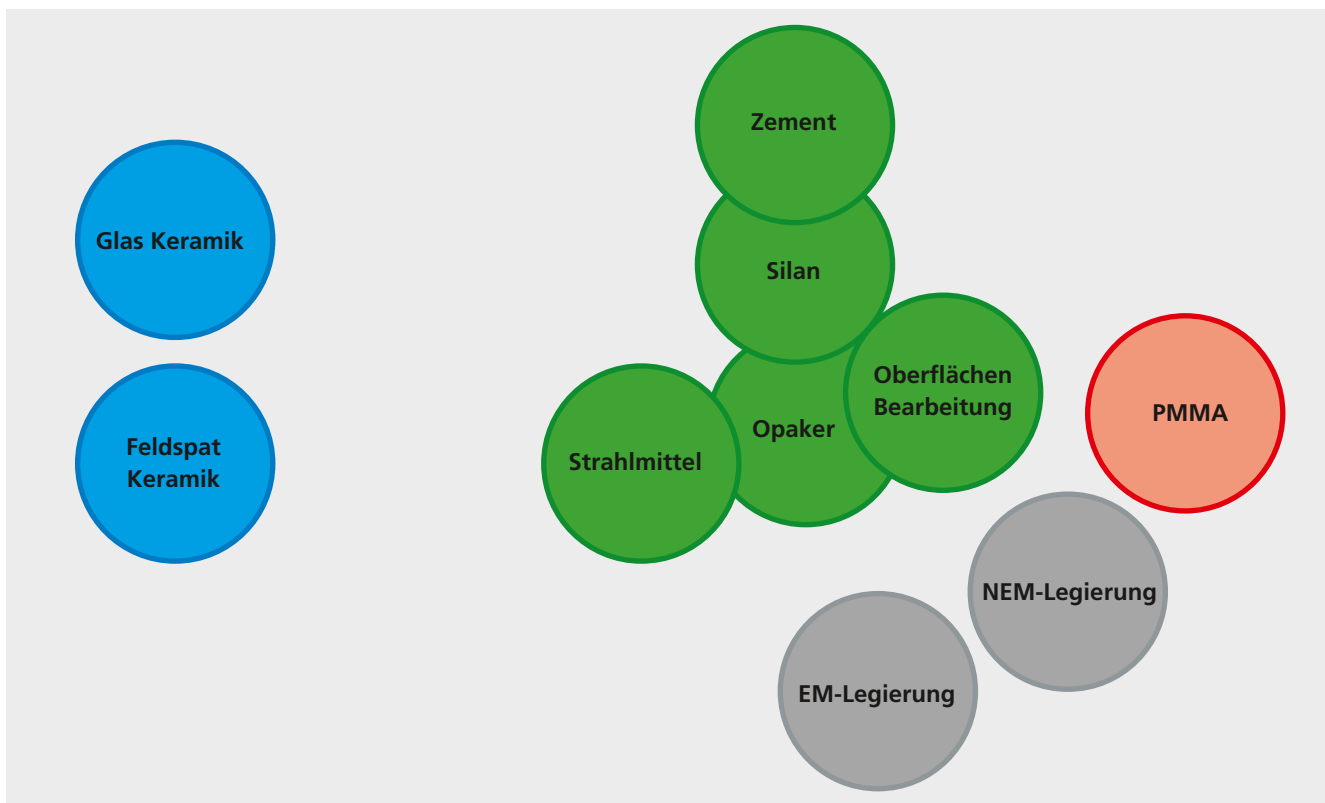 Zement
Glas Keramik
Silan
Oberflächen
Bearbeitung
PMMA
Opaker
Feldspat
Keramik
Strahlmittel
NEM-Legierung
EM-Legierung